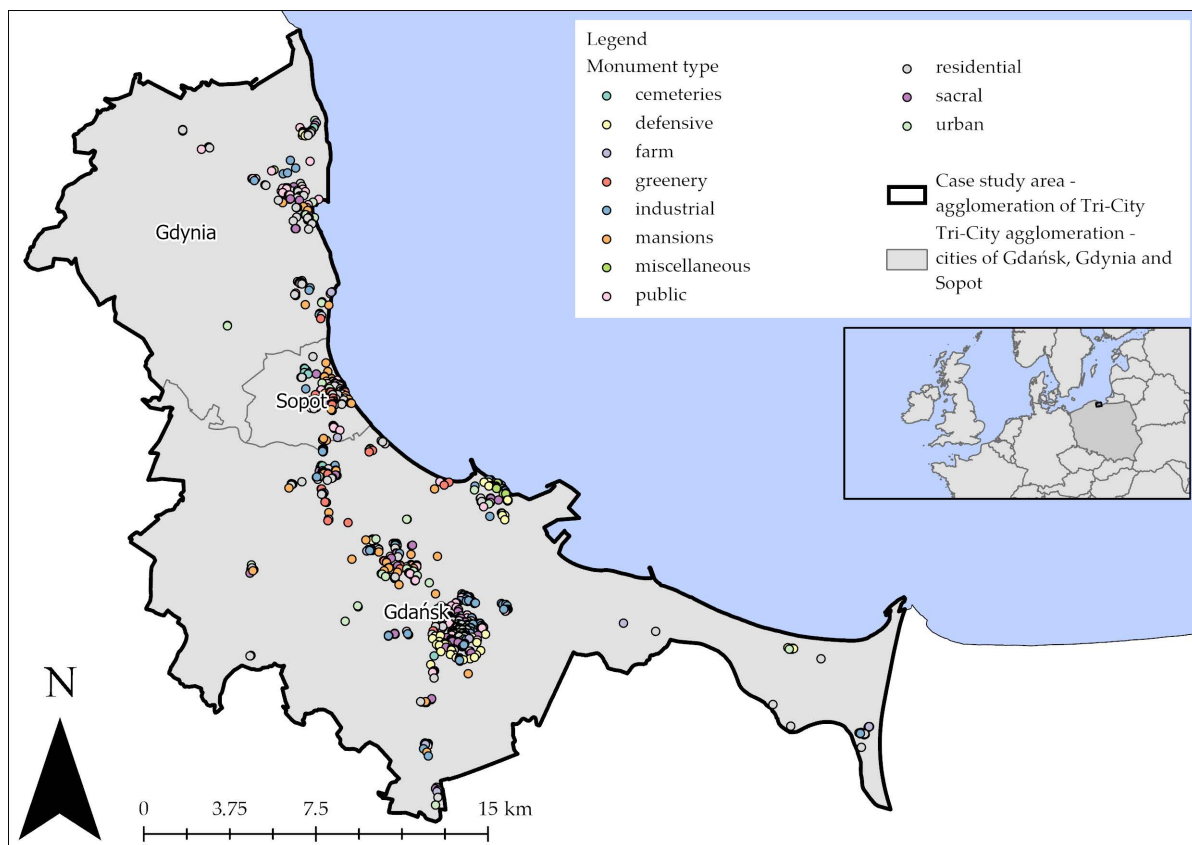 Legend
Monument type
cemeteries
defensive
farm
greenery
industrial
mansions
miscellaneous
public
residential
sacral
urban
Case study area -
agglomeration of Tri-City
Tri-City agglomeration -
cities of Gdańsk, Gdynia and
Sopot
Gdynia
Sopot
Gdańsk
N
0 3.75 7.5 15 km